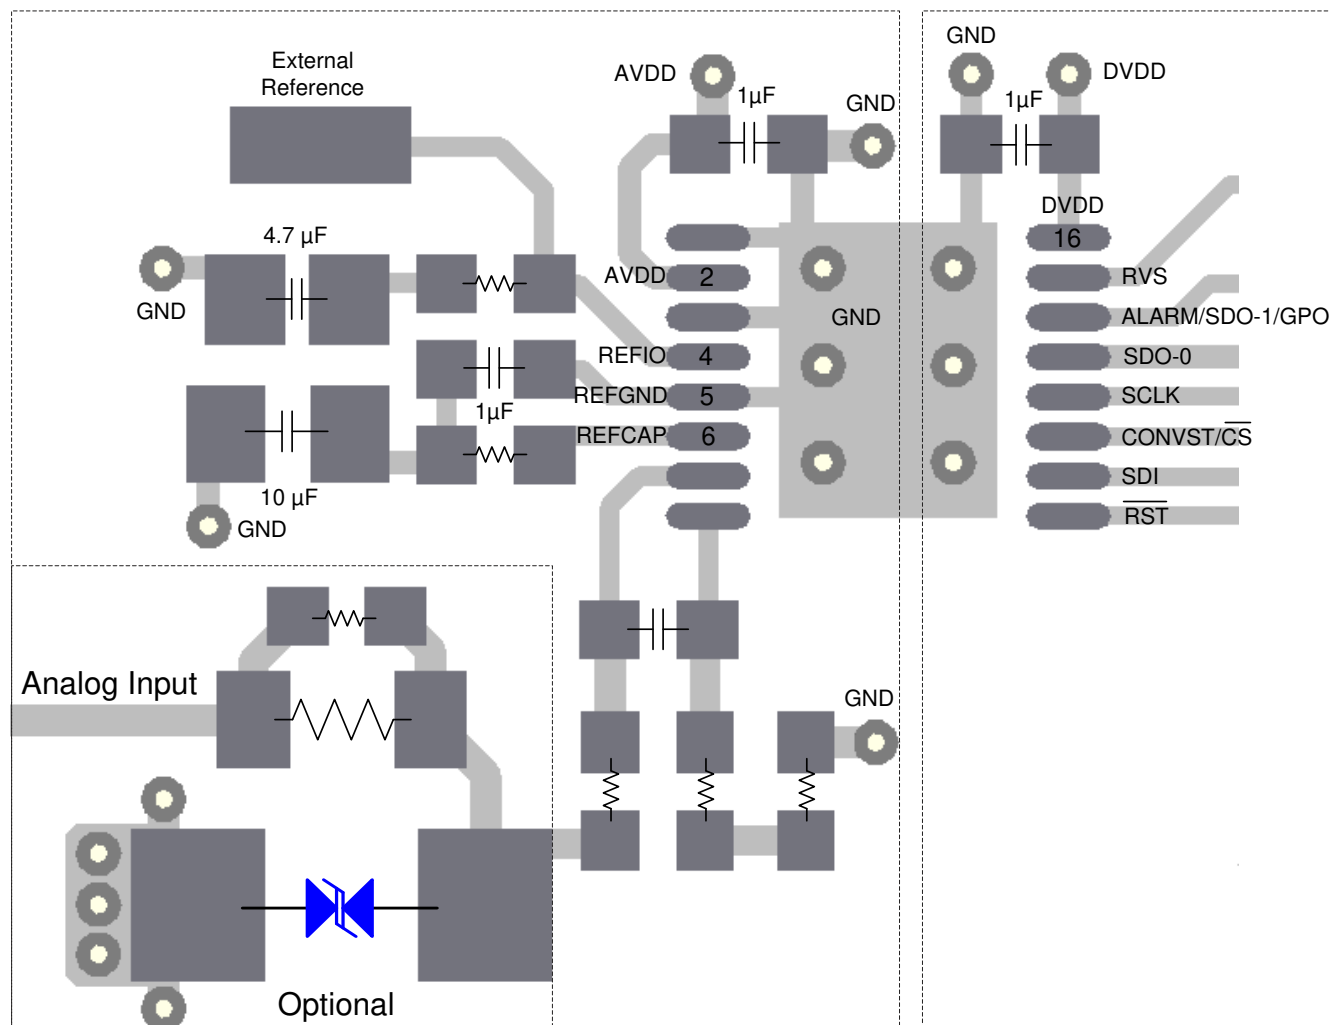 External
Reference
AVDD
1µF
GND
GND
1µF
DVDD
4.7 µF
GND
AVDD
2
DVDD
16
RVS
GND
ALARM/SDO-1/GPO
REFIO
4
SDO-0
REFGND
5
SCLK
1µF
REFCAP
6
CONVST/CS
SDI
10 µF
GND
RST
Analog Input
GND
Optional